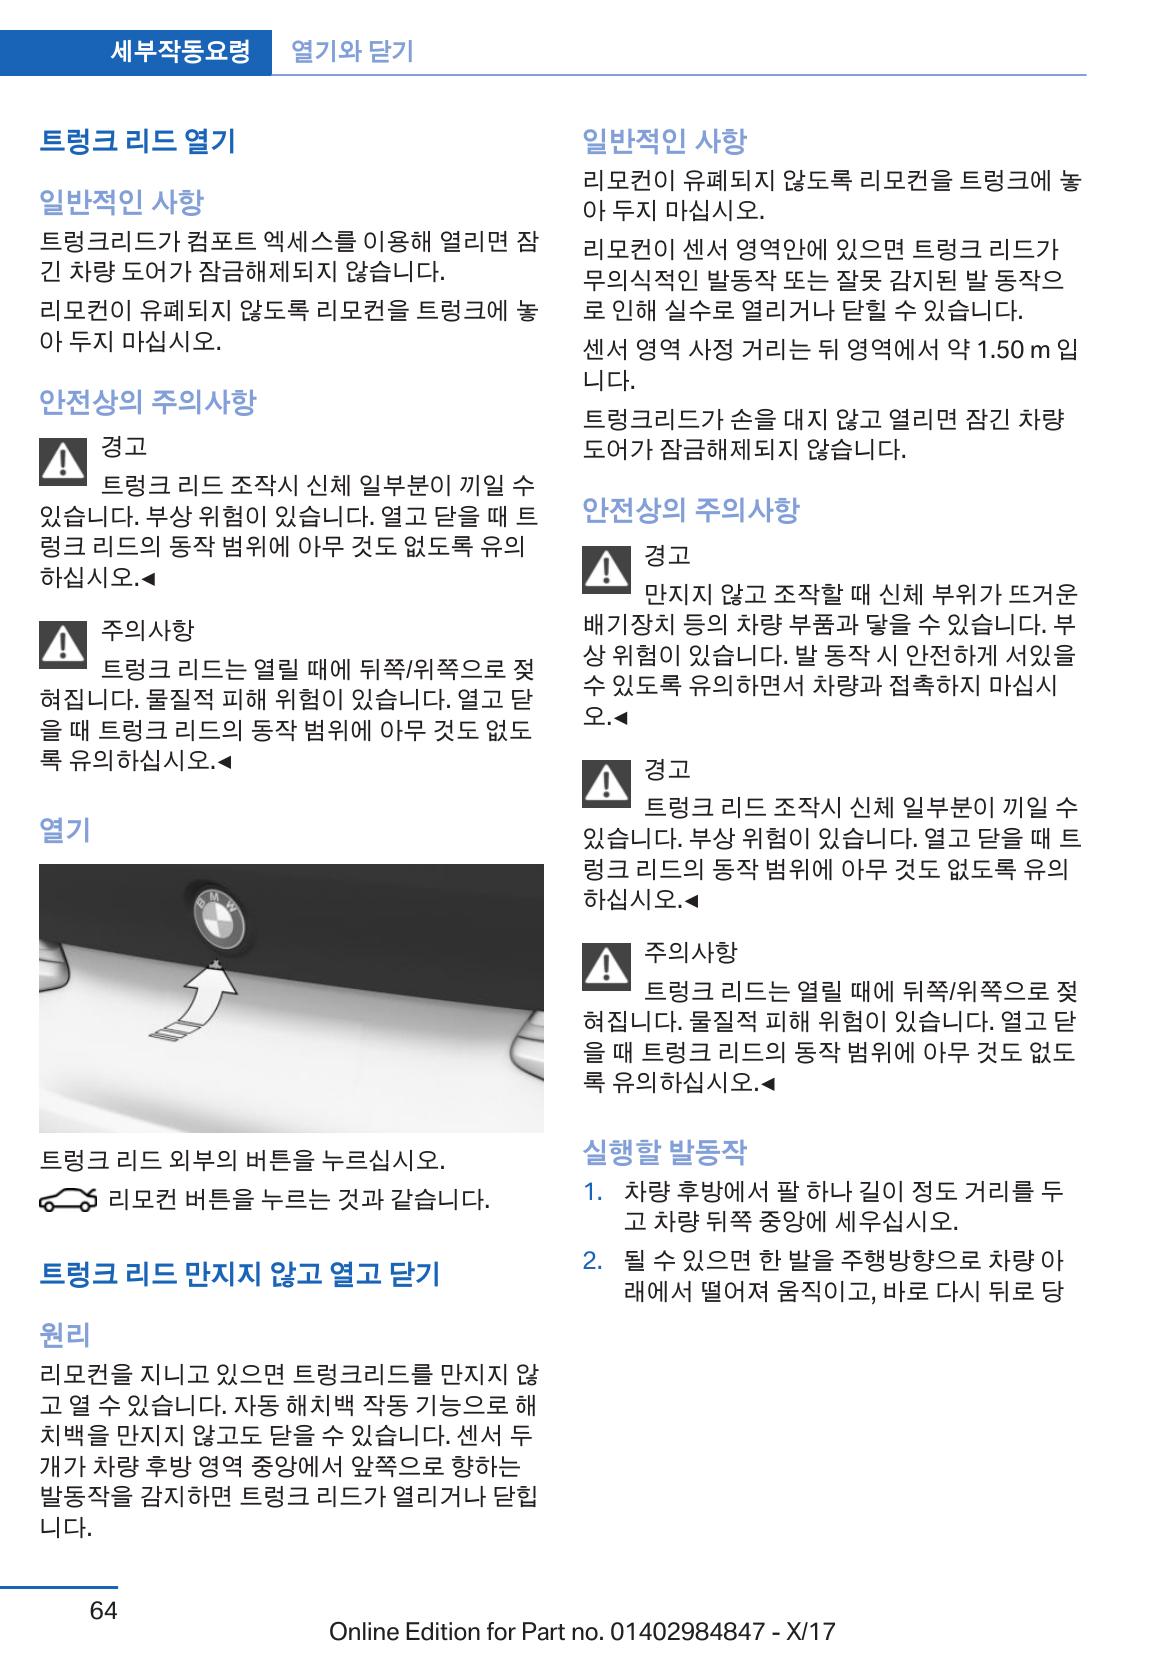 세부작동요령 열기와 닫기
트렁크 리드 열기
일반적인 사항
트렁크리드가 컴포트 엑세스를 이용해 열리면 잠
긴 차량 도어가 잠금해제되지 않습니다.
리모컨이 유폐되지 않도록 리모컨을 트렁크에 놓
아 두지 마십시오.
안전상의 주의사항
경고
트렁크 리드 조작시 신체 일부분이 끼일 수
있습니다. 부상 위험이 있습니다. 열고 닫을 때 트
렁크 리드의 동작 범위에 아무 것도 없도록 유의
하십시오.◄
주의사항
트렁크 리드는 열릴 때에 뒤쪽/위쪽으로 젖
혀집니다. 물질적 피해 위험이 있습니다. 열고 닫
을 때 트렁크 리드의 동작 범위에 아무 것도 없도
록 유의하십시오.◄
열기
BMW
트렁크 리드 외부의 버튼을 누르십시오.
리모컨 버튼을 누르는 것과 같습니다.
트렁크 리드 만지지 않고 열고 닫기
원리
리모컨을 지니고 있으면 트렁크리드를 만지지 않
고 열 수 있습니다. 자동 해치백 작동 기능으로 해
치백을 만지지 않고도 닫을 수 있습니다. 센서 두
개가 차량 후방 영역 중앙에서 앞쪽으로 향하는
발동작을 감지하면 트렁크 리드가 열리거나 닫힙
니다.
일반적인 사항
리모컨이 유폐되지 않도록 리모컨을 트렁크에 놓
아 두지 마십시오.
리모컨이 센서 영역안에 있으면 트렁크 리드가
무의식적인 발동작 또는 잘못 감지된 발 동작으
로 인해 실수로 열리거나 닫힐 수 있습니다.
센서 영역 사정 거리는 뒤 영역에서 약 1.50 m 입
니다.
트렁크리드가 손을 대지 않고 열리면 잠긴 차량
도어가 잠금해제되지 않습니다.
안전상의 주의사항
경고
만지지 않고 조작할 때 신체 부위가 뜨거운
배기장치 등의 차량 부품과 닿을 수 있습니다. 부
상 위험이 있습니다. 발 동작 시 안전하게 서있을
수 있도록 유의하면서 차량과 접촉하지 마십시
오.◄
경고
트렁크 리드 조작시 신체 일부분이 끼일 수
있습니다. 부상 위험이 있습니다. 열고 닫을 때 트
렁크 리드의 동작 범위에 아무 것도 없도록 유의
하십시오.◄
주의사항
트렁크 리드는 열릴 때에 뒤쪽/위쪽으로 젖
혀집니다. 물질적 피해 위험이 있습니다. 열고 닫
을 때 트렁크 리드의 동작 범위에 아무 것도 없도
록 유의하십시오.◄
실행할 발동작
1. 차량 후방에서 팔 하나 길이 정도 거리를 두
고 차량 뒤쪽 중앙에 세우십시오.
2. 될 수 있으면 한 발을 주행방향으로 차량 아
래에서 떨어져 움직이고, 바로 다시 뒤로 당
64
Online Edition for Part no. 01402984847 - X/17